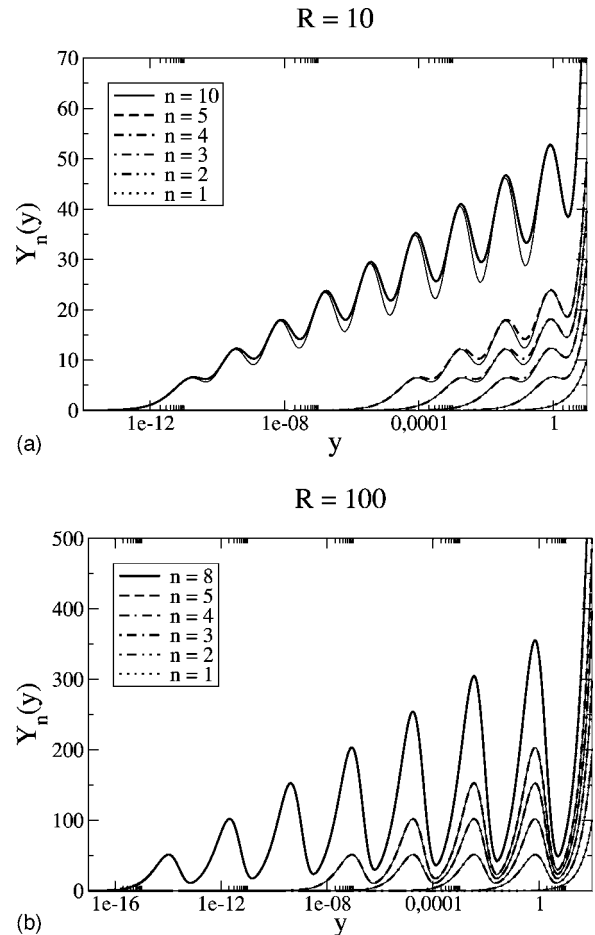 R = 10
70
60
50
40
30
20
10
0
Y_n(y)
n = 10
n = 5
n = 4
n = 3
n = 2
n = 1
1e-12
1e-08
0,0001
1
y
(a)
R = 100
500
400
300
200
100
0
Y_n(y)
n = 8
n = 5
n = 4
n = 3
n = 2
n = 1
1e-16
1e-12
1e-08
0,0001
1
y
(b)